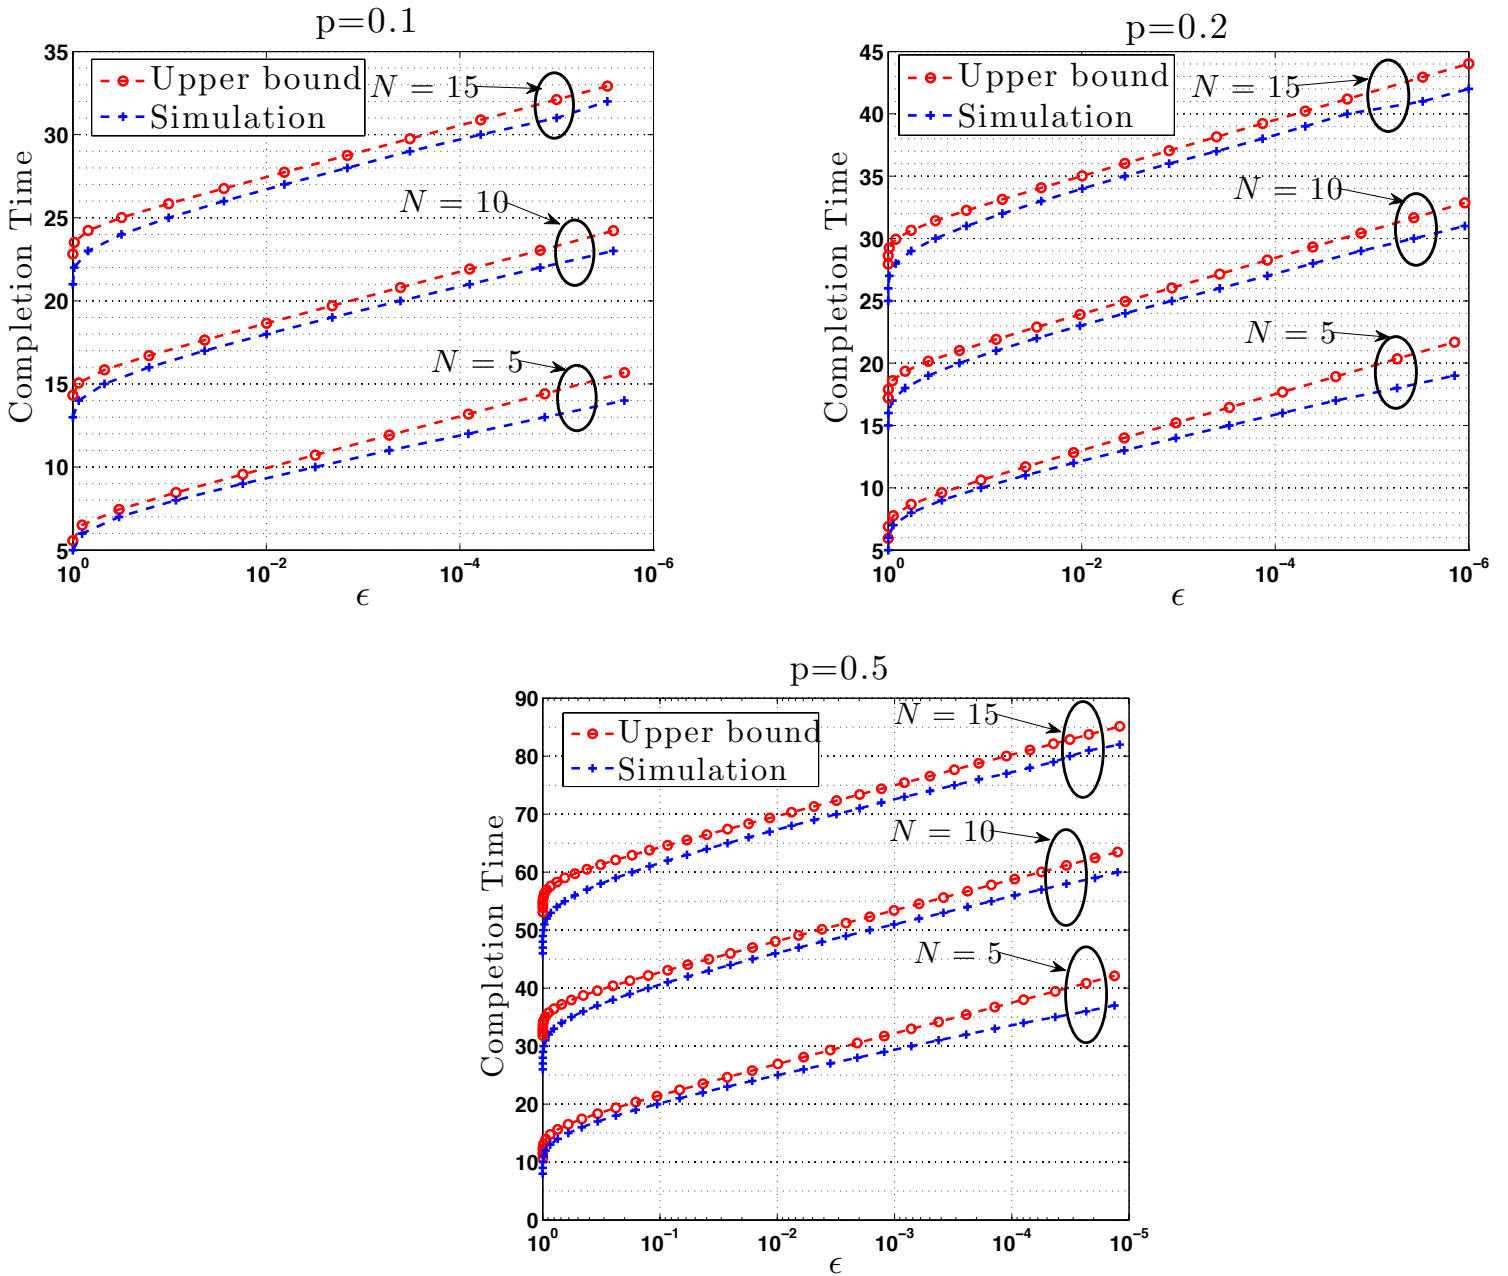 p=0.1
35
30
25
20
15
10
5
Completion Time
Upper bound
Simulation
N = 15
N = 10
N = 5
10^0
10^-2
10^-4
10^-6
ϵ
p=0.2
45
40
35
30
25
20
15
10
5
Completion Time
Upper bound
Simulation
N = 15
N = 10
N = 5
10^0
10^-2
10^-4
10^-6
ϵ
p=0.5
90
80
70
60
50
40
30
20
10
0
Completion Time
Upper bound
Simulation
N = 15
N = 10
N = 5
10^0
10^-1
10^-2
10^-3
10^-4
10^-5
ϵ